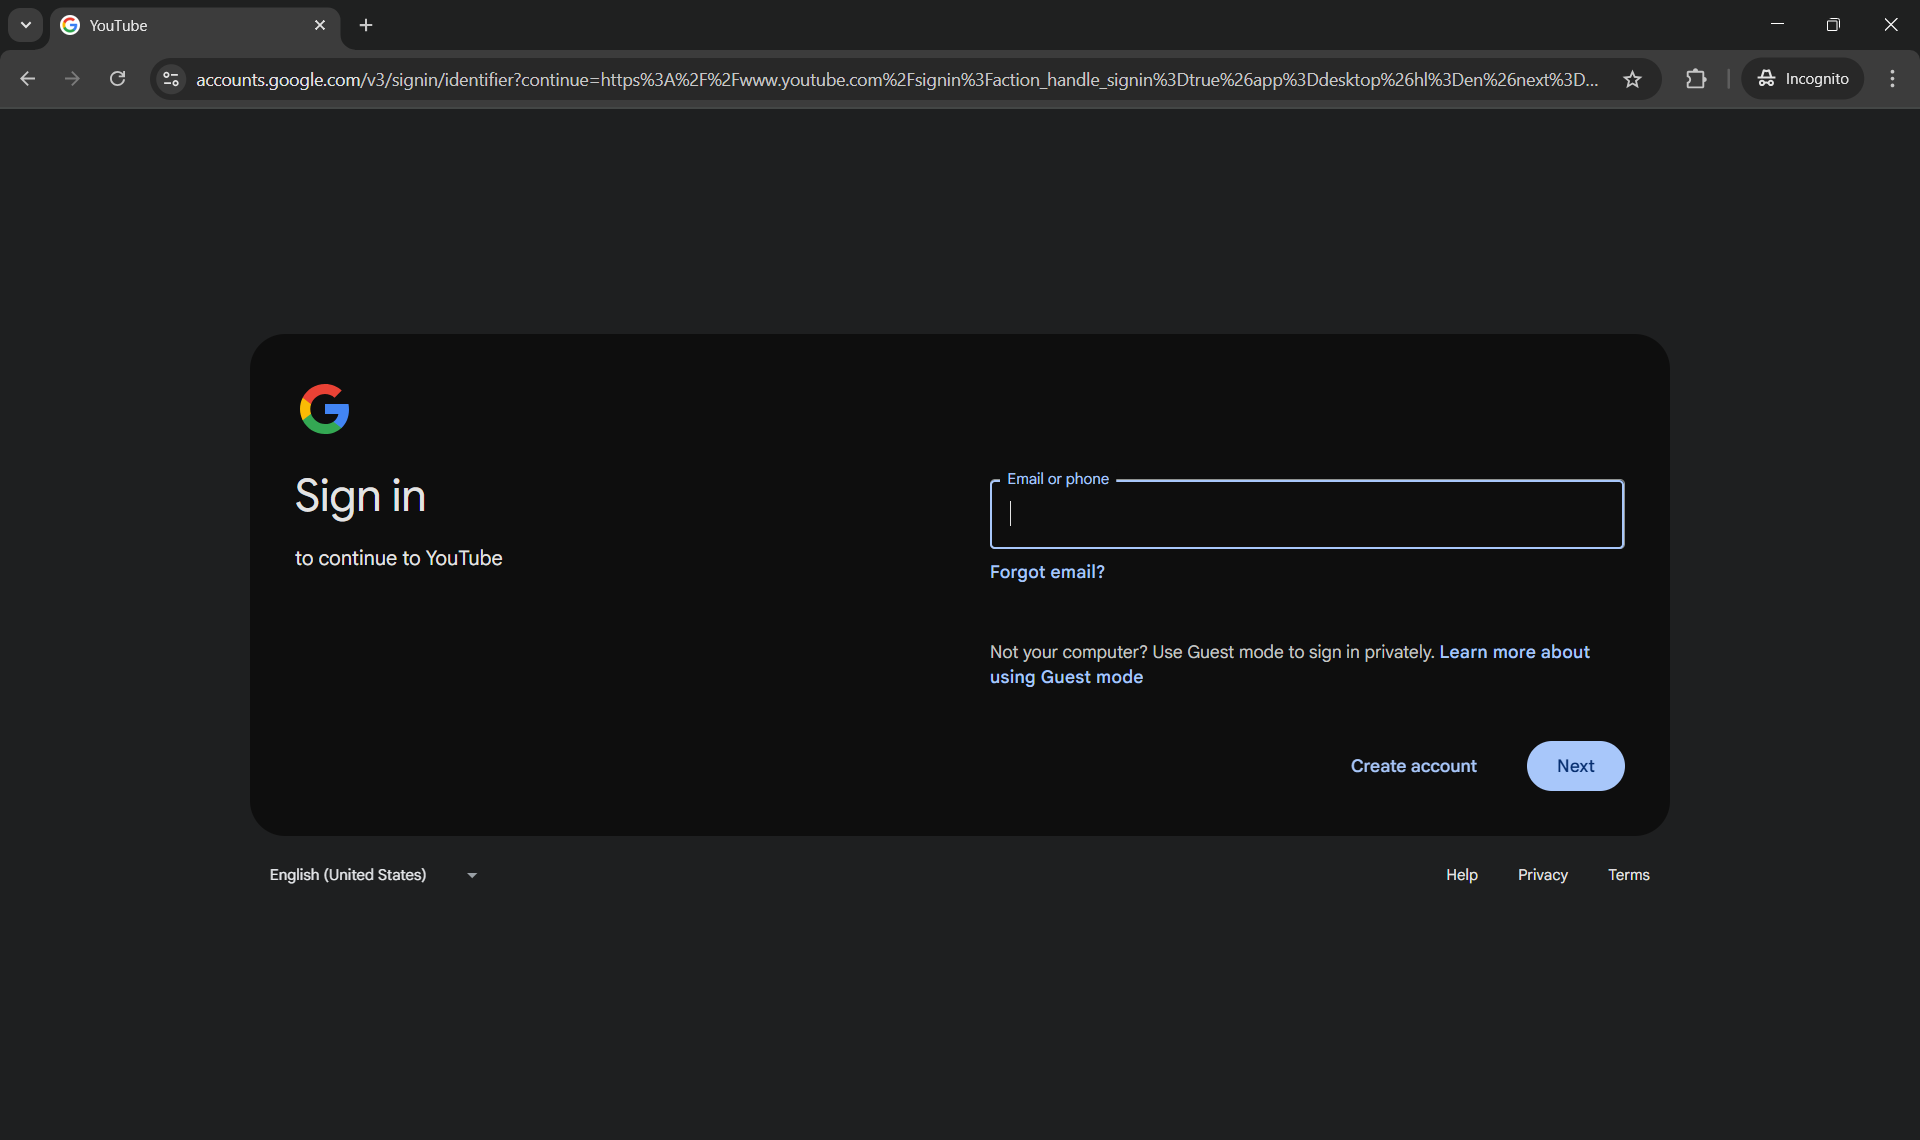 YouTube
accounts.google.com/v3/signin/identifier?continue=https%3A%2F%2Fwww.youtube.com%2Fsignin%3Faction_handle_signin%3Dtrue%26app%3Ddesktop%26hl%3Den%26next%3D...
Incognito
Sign in
to continue to YouTube
Email or phone
Forgot email?
Not your computer? Use Guest mode to sign in privately. Learn more about
using Guest mode
Create account
Next
English (United States)
Help
Privacy
Terms